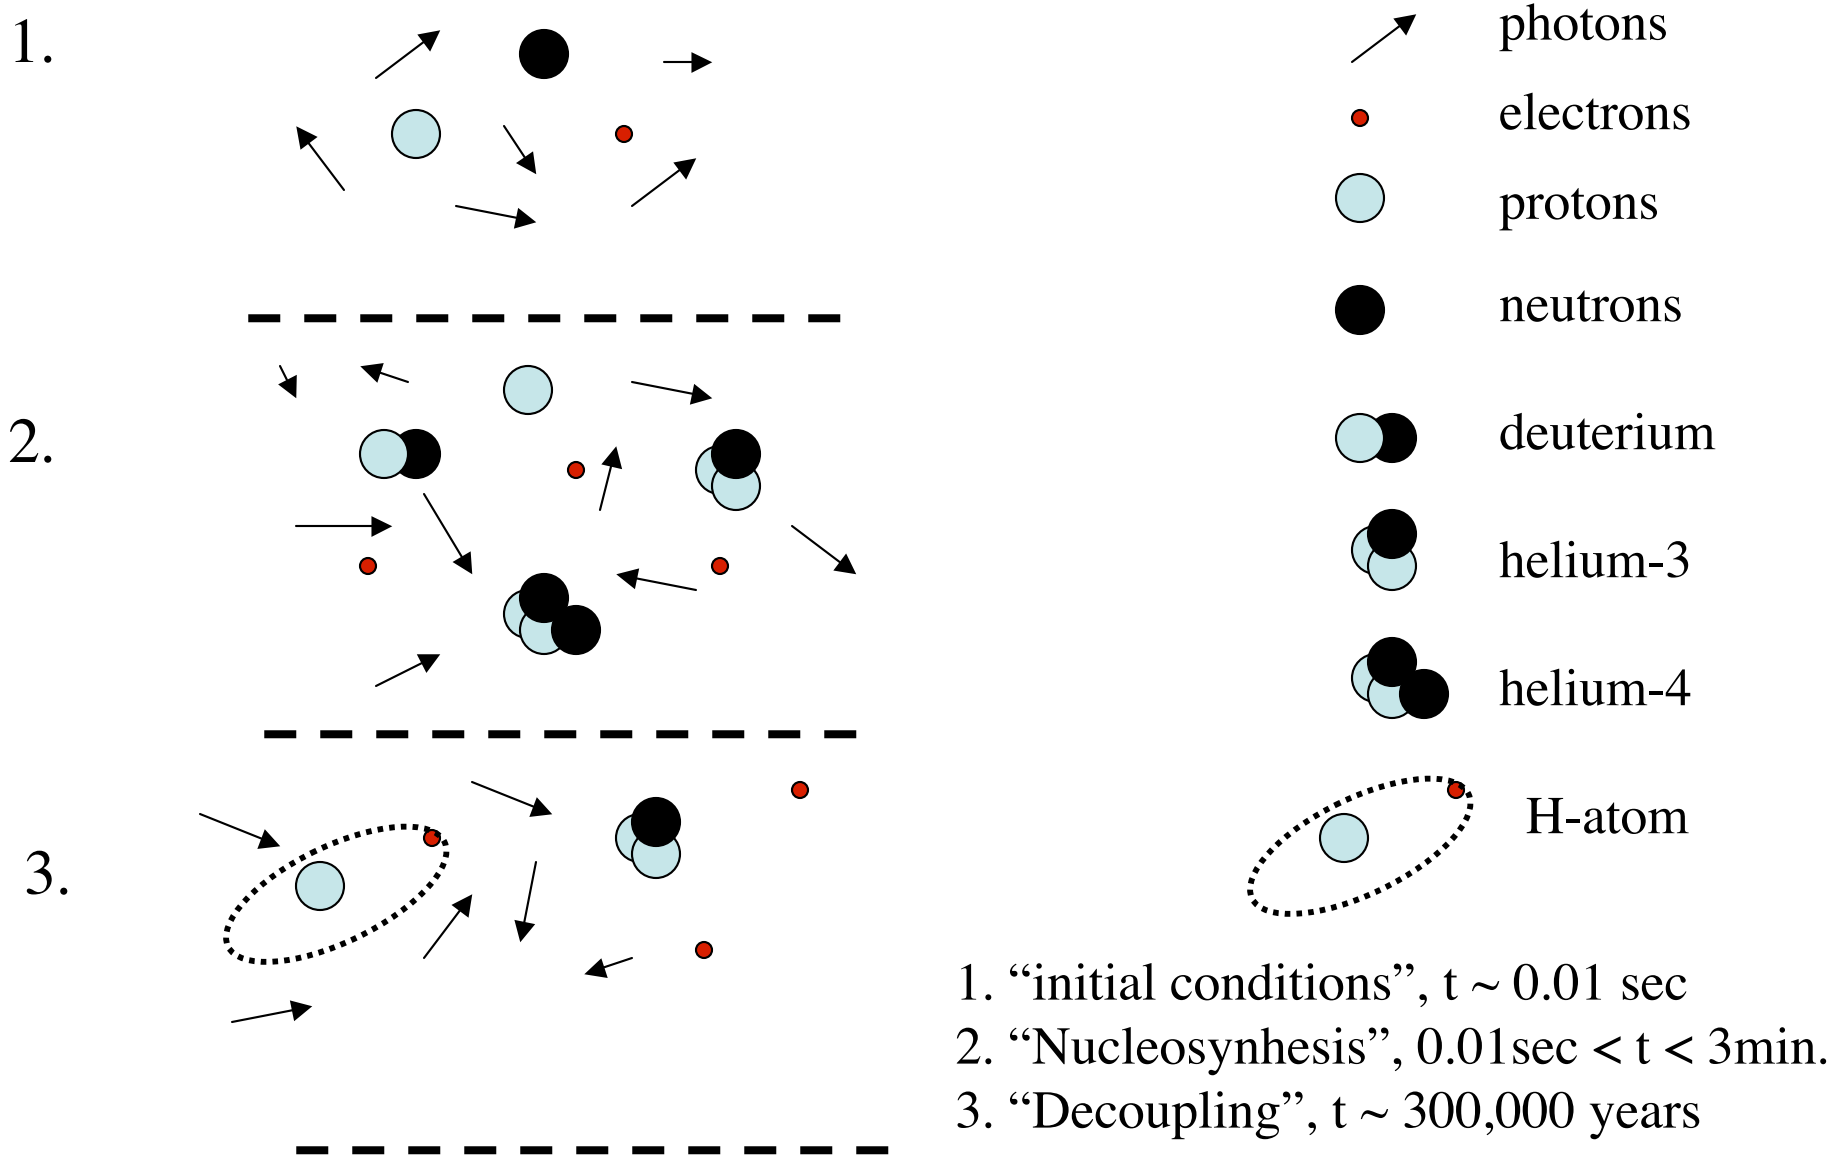 1.
photons
electrons
protons
neutrons
2.
deuterium
helium-3
helium-4
3.
H-atom
1. “initial conditions”, t ~ 0.01 sec
2. “Nucleosynhesis”, 0.01sec < t < 3min.
3. “Decoupling”, t ~ 300,000 years